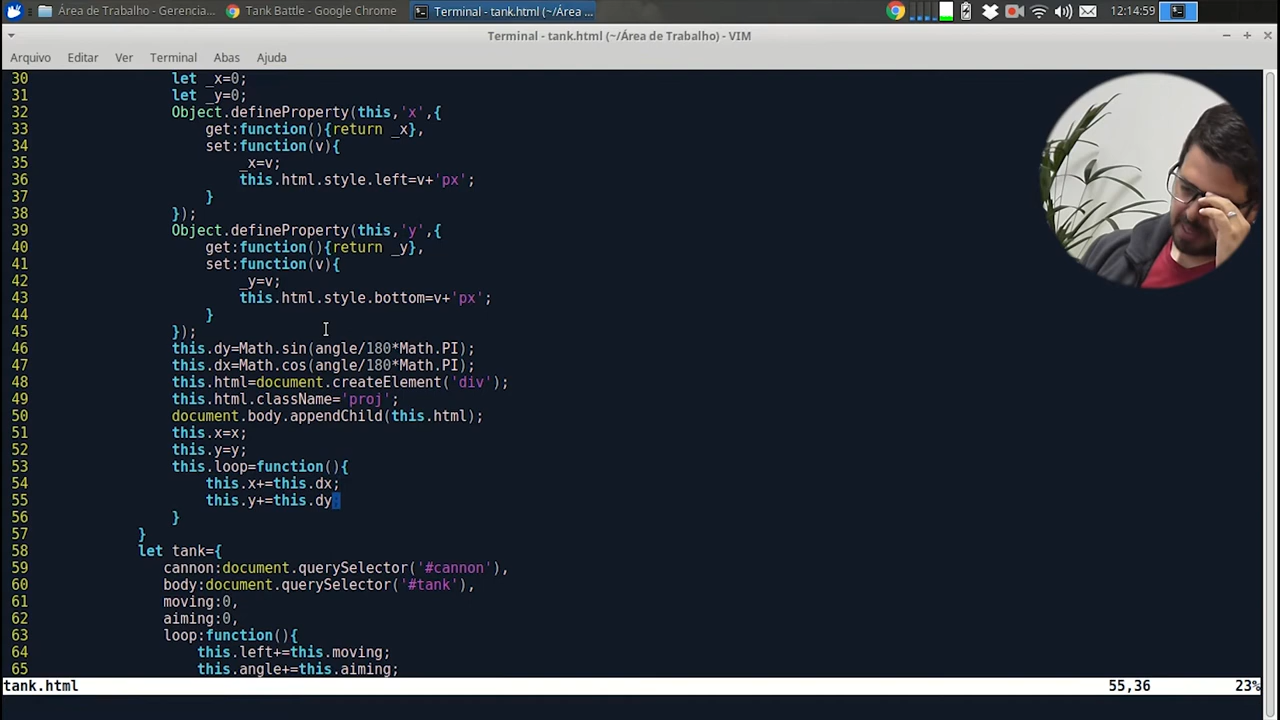 Área de Trabalho - Gerencia... Tank Battle - Google Chrome Terminal - tank.html (~/Área ... 12:14:59
Terminal - tank.html (~/Área de Trabalho) - VIM
Arquivo Editar Ver Terminal Abas Ajuda
30 let _x=0;
31 let _y=0;
32 Object.defineProperty(this,'x',{
33 get:function(){return _x},
34 set:function(v){
35 _x=v;
36 this.html.style.left=v+'px';
37 }
38 });
39 Object.defineProperty(this,'y',{
40 get:function(){return _y},
41 set:function(v){
42 _y=v;
43 this.html.style.bottom=v+'px';
44 }
45 });
46 this.dy=Math.sin(angle/180*Math.PI);
47 this.dx=Math.cos(angle/180*Math.PI);
48 this.html=document.createElement('div');
49 this.html.className='proj';
50 document.body.appendChild(this.html);
51 this.x=x;
52 this.y=y;
53 this.loop=function(){
54 this.x+=this.dx;
55 this.y+=this.dy;
56 }
57 }
58 let tank={
59 cannon:document.querySelector('#cannon'),
60 body:document.querySelector('#tank'),
61 moving:0,
62 aiming:0,
63 loop:function(){
64 this.left+=this.moving;
65 this.angle+=this.aiming;
tank.html 55,36 23%